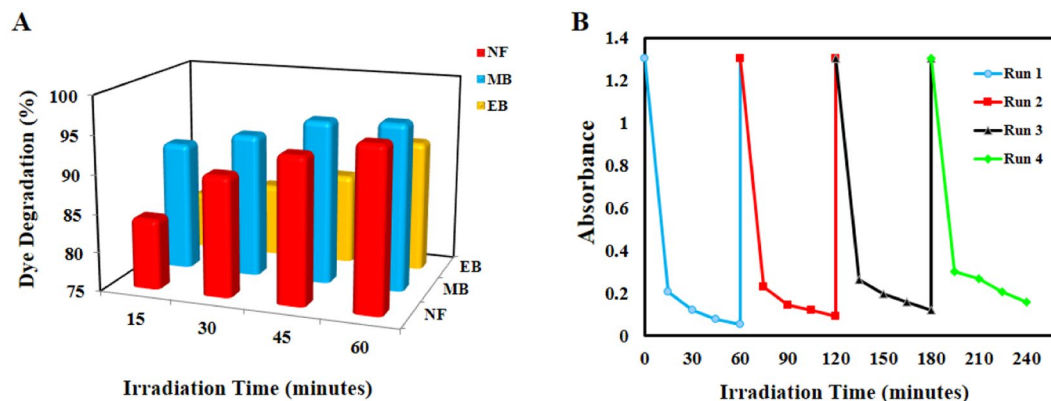 A
NF
MB
EB
Dye Degradation (%)
100
95
90
85
80
75
15
30
45
60
NF
MB
EB
Irradiation Time (minutes)
B
Absorbance
1.4
1.2
1
0.8
0.6
0.4
0.2
0
0 30 60 90 120 150 180 210 240
Run 1
Run 2
Run 3
Run 4
Irradiation Time (minutes)